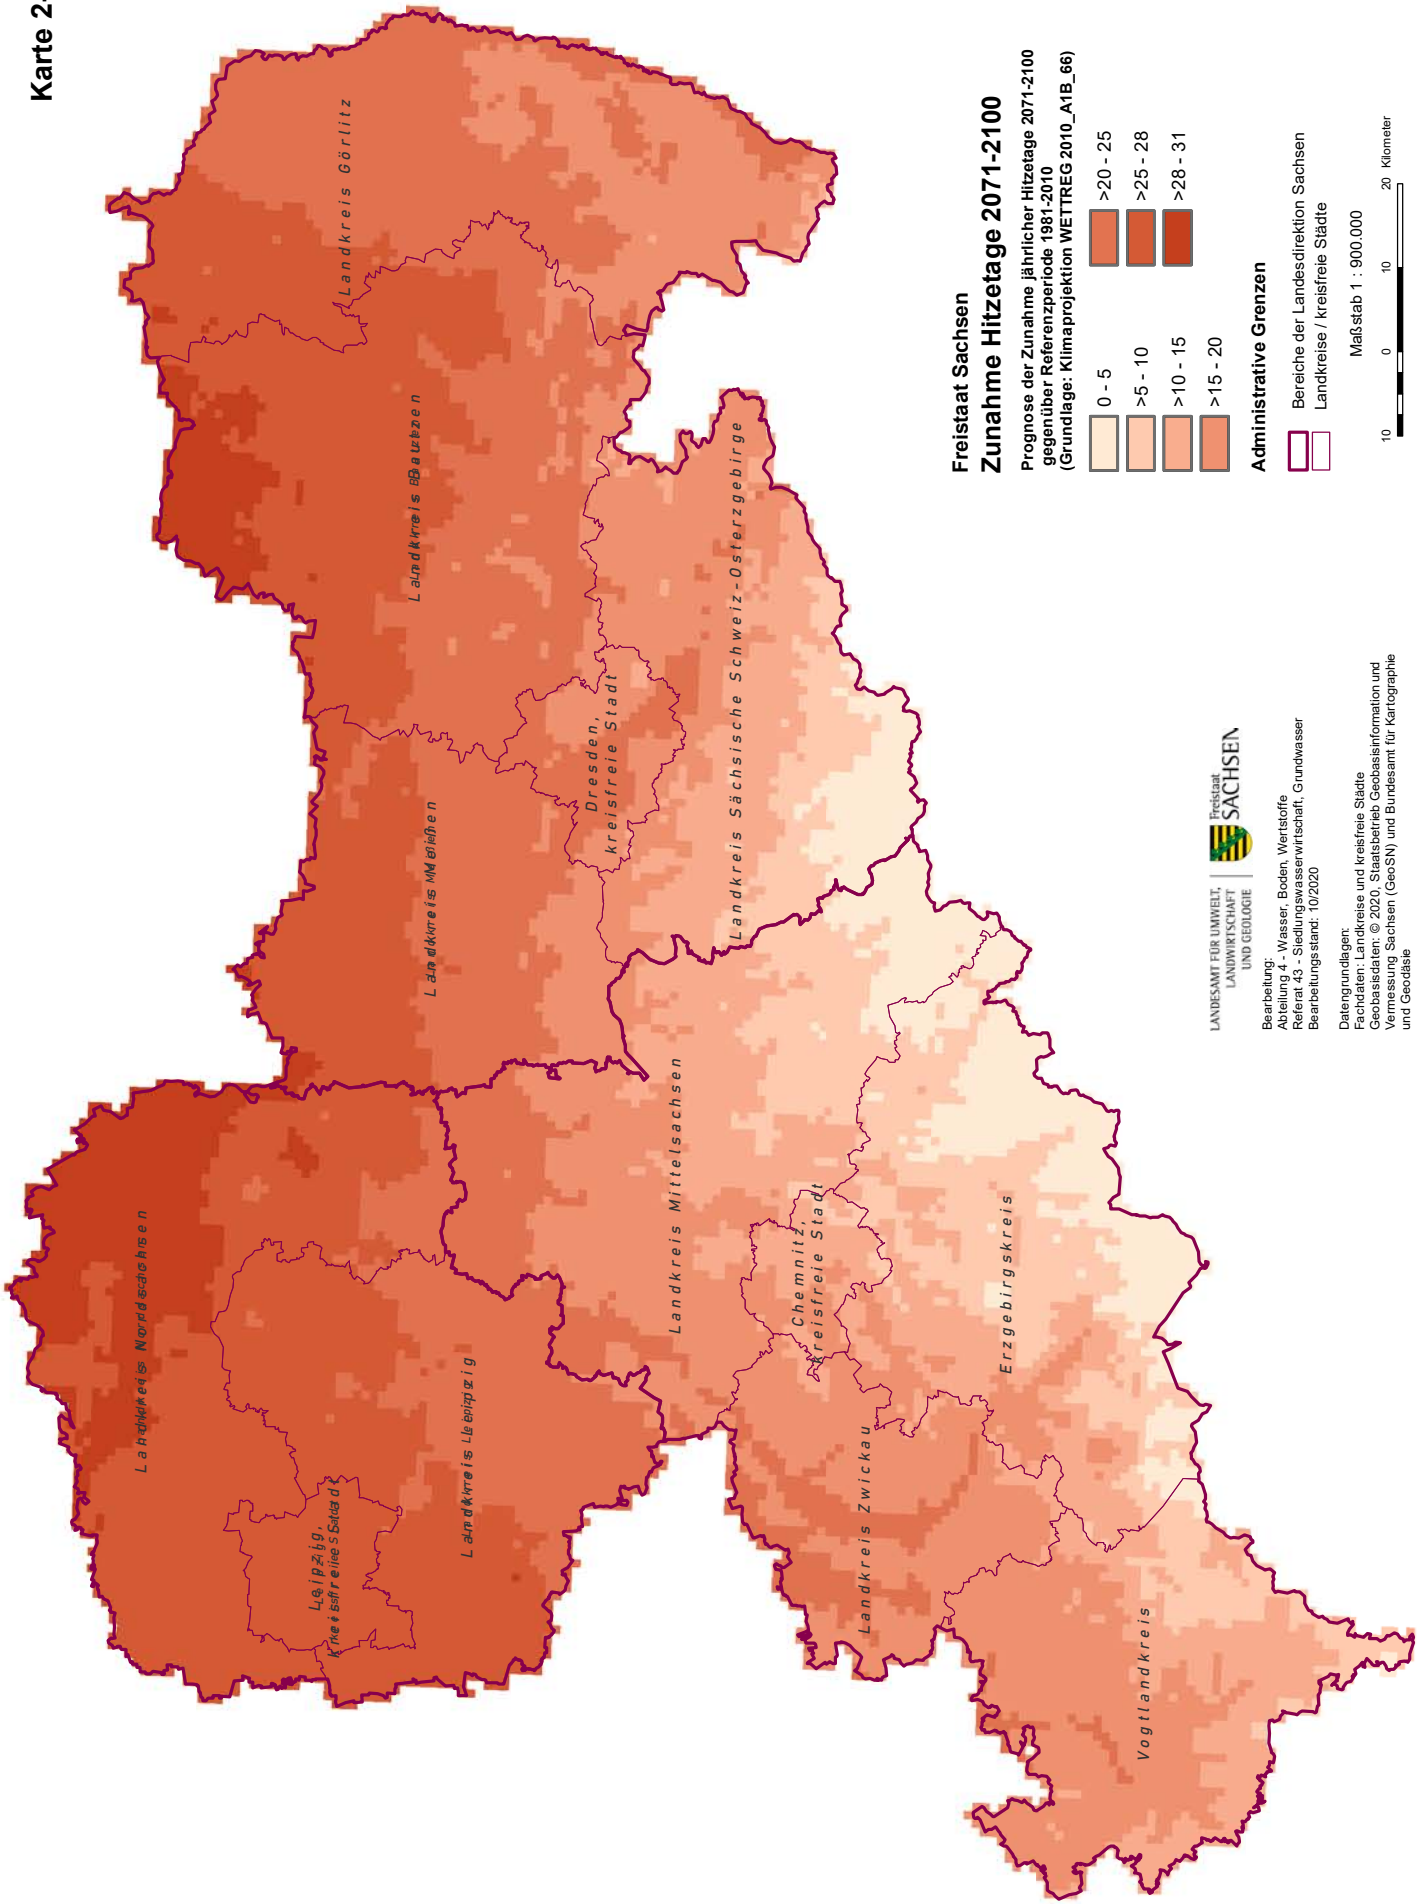 Karte 2-
Landkreis Nordsachsen
Leipzig,
kreisfreie Stadt
Landkreis Leipzig
Landkreis Meißen
Landkreis Bautzen
Landkreis Görlitz
Dresden,
kreisfreie Stadt
Landkreis Sächsische Schweiz-Osterzgebirge
Landkreis Mittelsachsen
Chemnitz,
kreisfreie Stadt
Landkreis Zwickau
Erzgebirgskreis
Vogtlandkreis
Freistaat Sachsen
Zunahme Hitzetage 2071-2100
Prognose der Zunahme jährlicher Hitzetage 2071-2100
gegenüber Referenzperiode 1981-2010
(Grundlage: Klimaprojektion WETTREG 2010_A1B_66)
0 - 5
>5 - 10
>10 - 15
>15 - 20
>20 - 25
>25 - 28
>28 - 31
Administrative Grenzen
Bereiche der Landesdirektion Sachsen
Landkreise / kreisfreie Städte
Maßstab 1 : 900.000
10 0 10 20 Kilometer
LANDESAMT FÜR UMWELT,
LANDWIRTSCHAFT
UND GEOLOGIE
Freistaat
SACHSEN
Bearbeitung:
Abteilung 4 - Wasser, Boden, Wertstoffe
Referat 43 - Siedlungswasserwirtschaft, Grundwasser
Bearbeitungsstand: 10/2020
Datengrundlagen:
Fachdaten: Landkreise und kreisfreie Städte
Geobasisdaten: © 2020, Staatsbetrieb Geobasisinformation und
Vermessung Sachsen (GeoSN) und Bundesamt für Kartographie
und Geodäsie